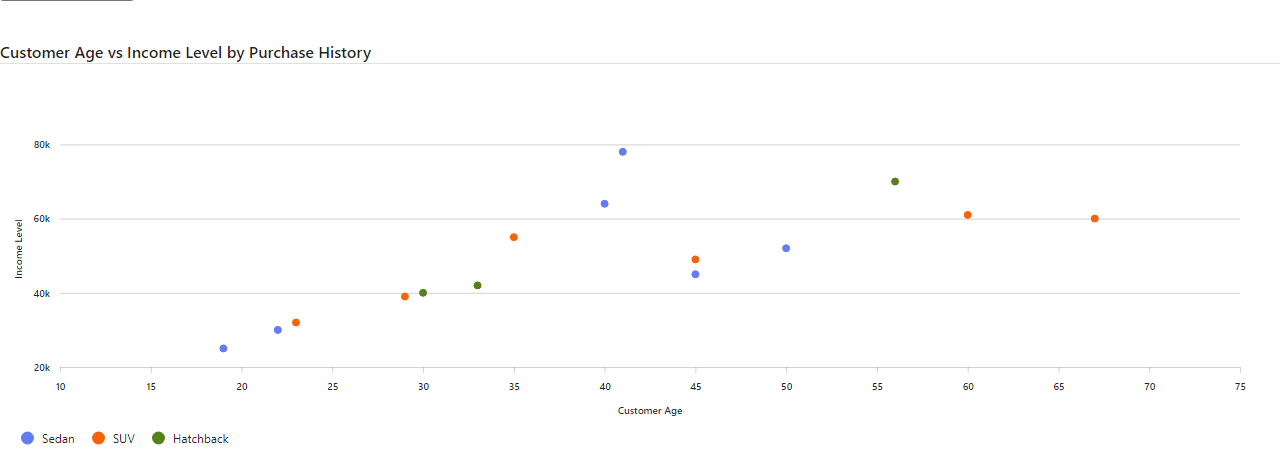 Customer Age vs Income Level by Purchase History
80k
60k
40k
20k
Income Level
10 15 20 25 30 35 40 45 50 55 60 65 70 75
Customer Age
Sedan SUV Hatchback